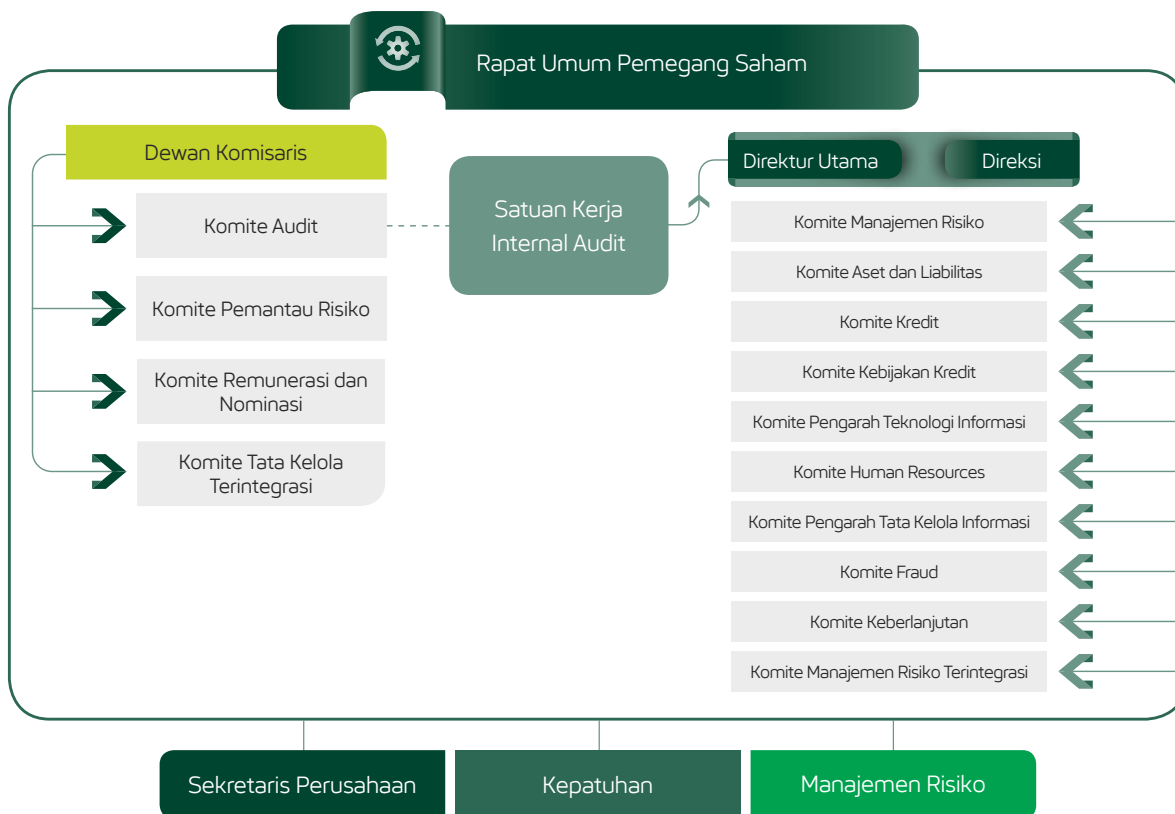 Rapat Umum Pemegang Saham
Dewan Komisaris
Komite Audit
Komite Pemantau Risiko
Komite Remunerasi dan
Nominasi
Komite Tata Kelola
Terintegrasi
Satuan Kerja
Internal Audit
Direktur Utama
Direksi
Komite Manajemen Risiko
Komite Aset dan Liabilitas
Komite Kredit
Komite Kebijakan Kredit
Komite Pengarah Teknologi Informasi
Komite Human Resources
Komite Pengarah Tata Kelola Informasi
Komite Fraud
Komite Keberlanjutan
Komite Manajemen Risiko Terintegrasi
Sekretaris Perusahaan
Kepatuhan
Manajemen Risiko